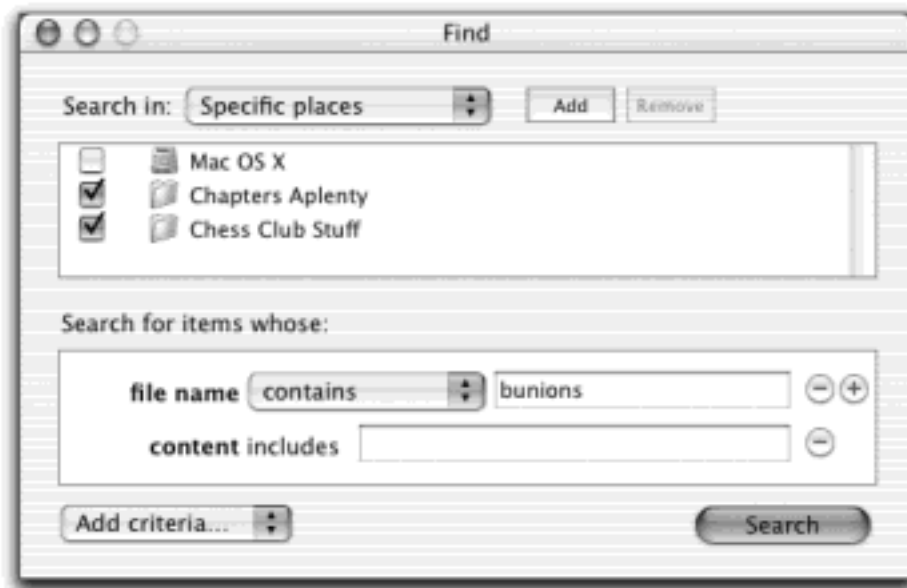 Find
Search in: Specific places Add Remove
Mac OS X
Chapters Aplenty
Chess Club Stuff
Search for items whose:
file name contains bunions
content includes
Add criteria... Search